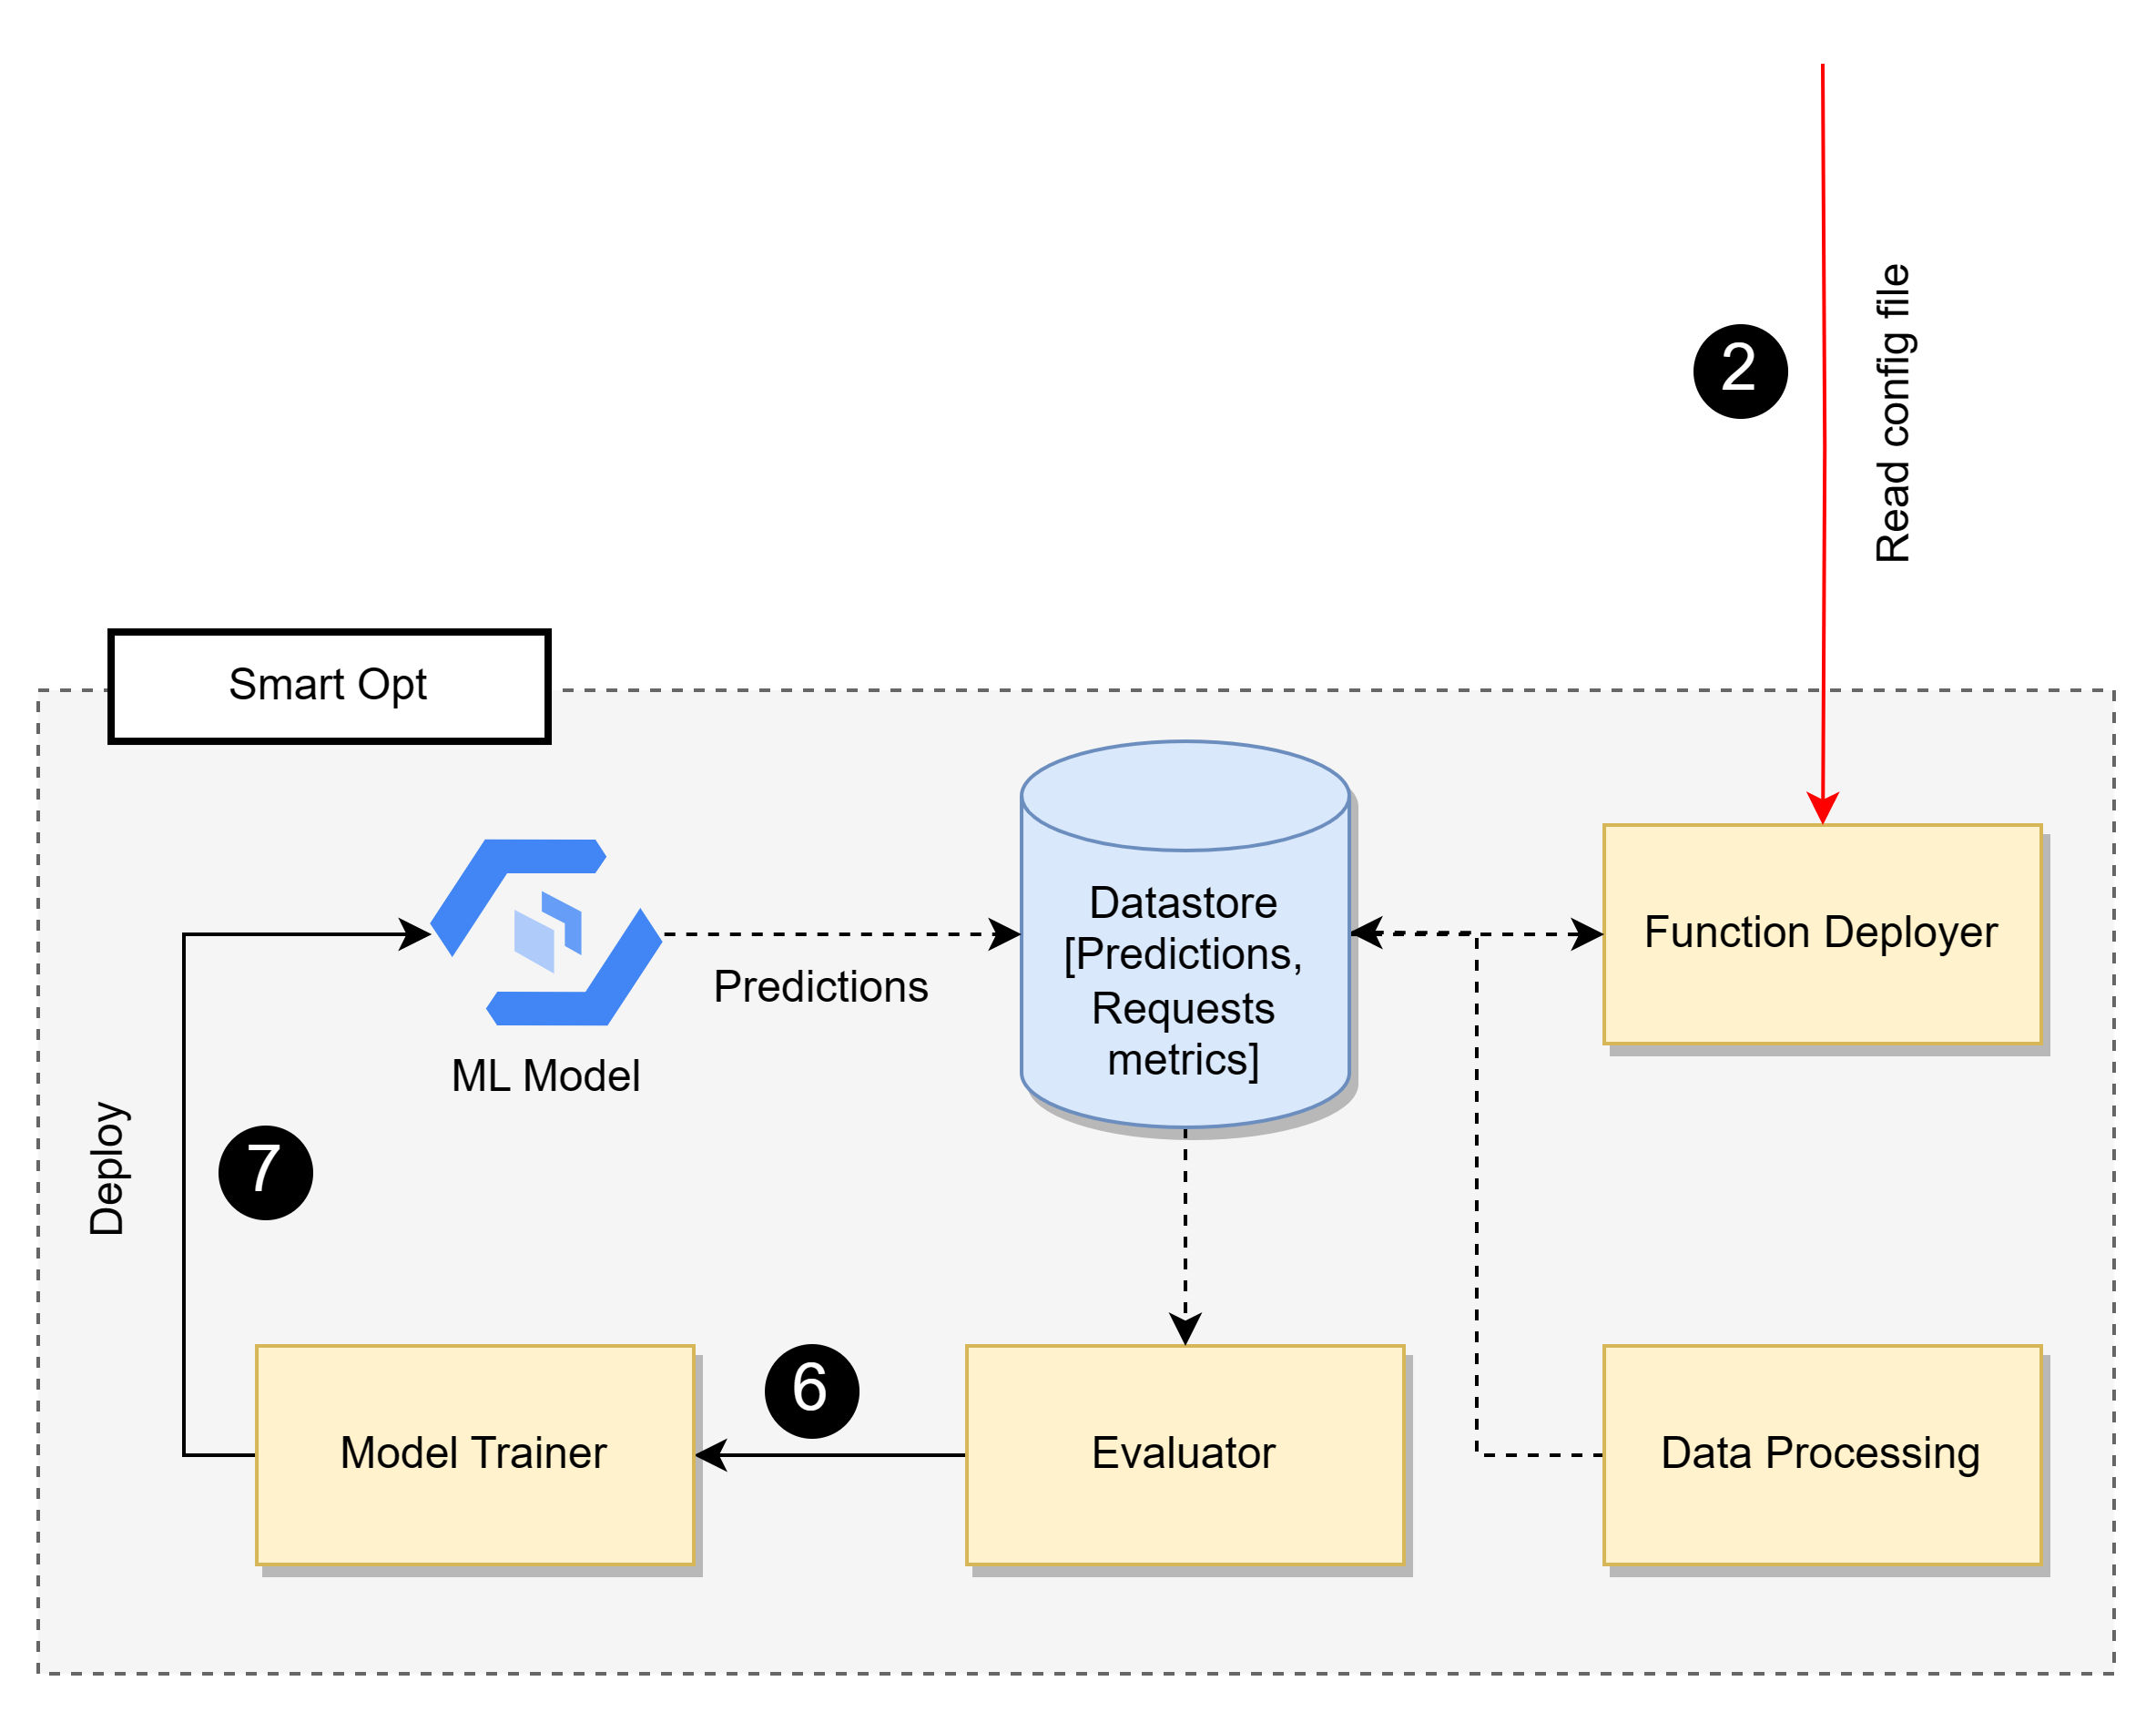 2
Read config file
Smart Opt
Datastore
[Predictions,
Requests
metrics]
Function Deployer
Predictions
ML Model
Deploy
7
6
Model Trainer
Evaluator
Data Processing